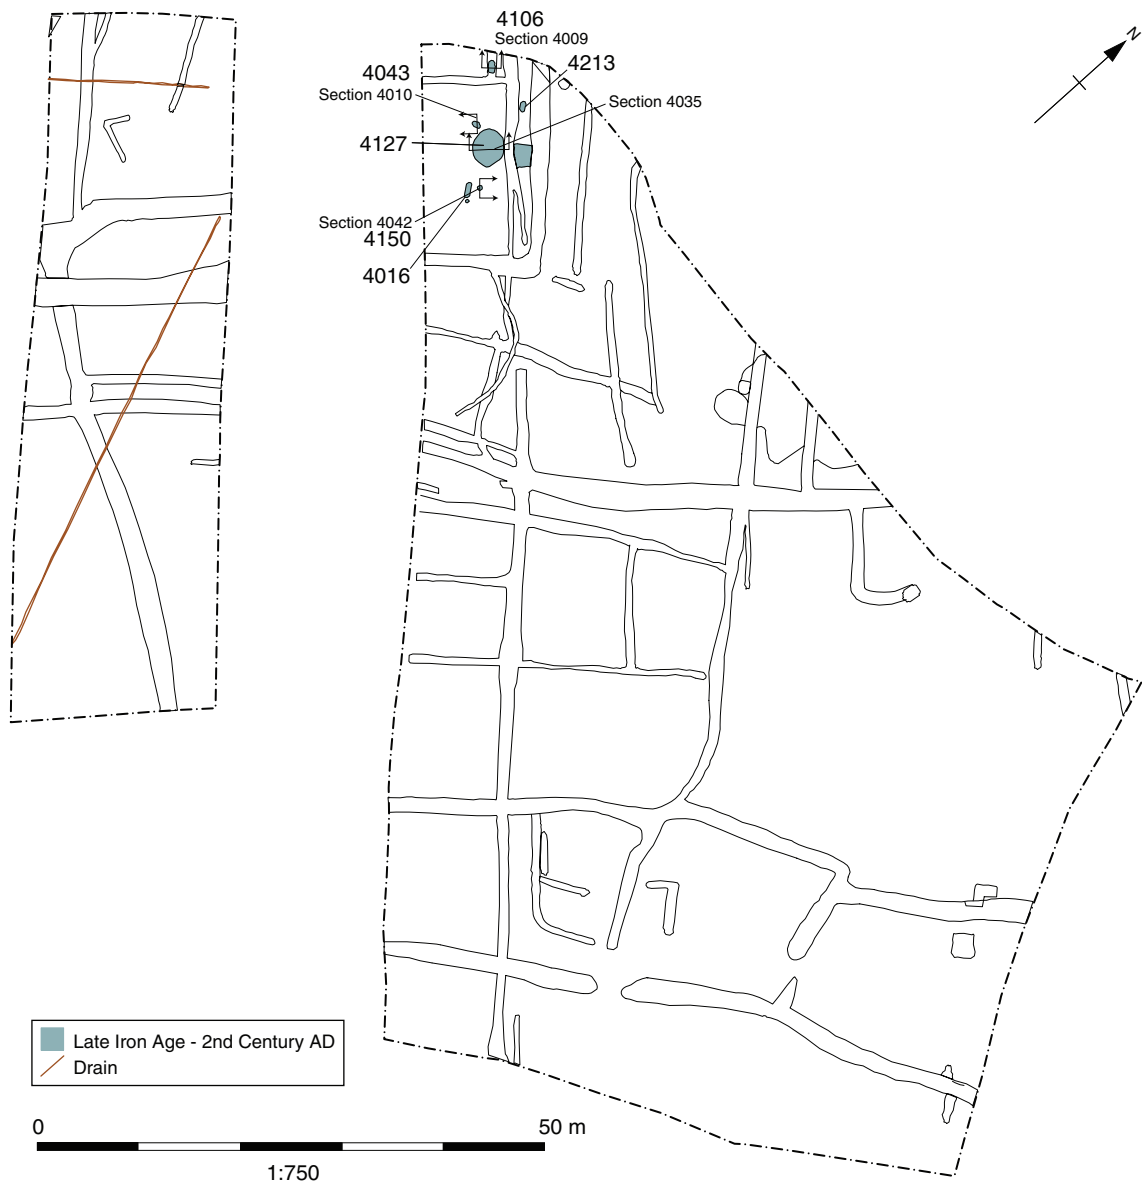 4106
Section 4009
N
4213
4043
Section 4010
Section 4035
4127
Section 4042
4150
4016
Late Iron Age - 2nd Century AD
Drain
0 50 m
1:750